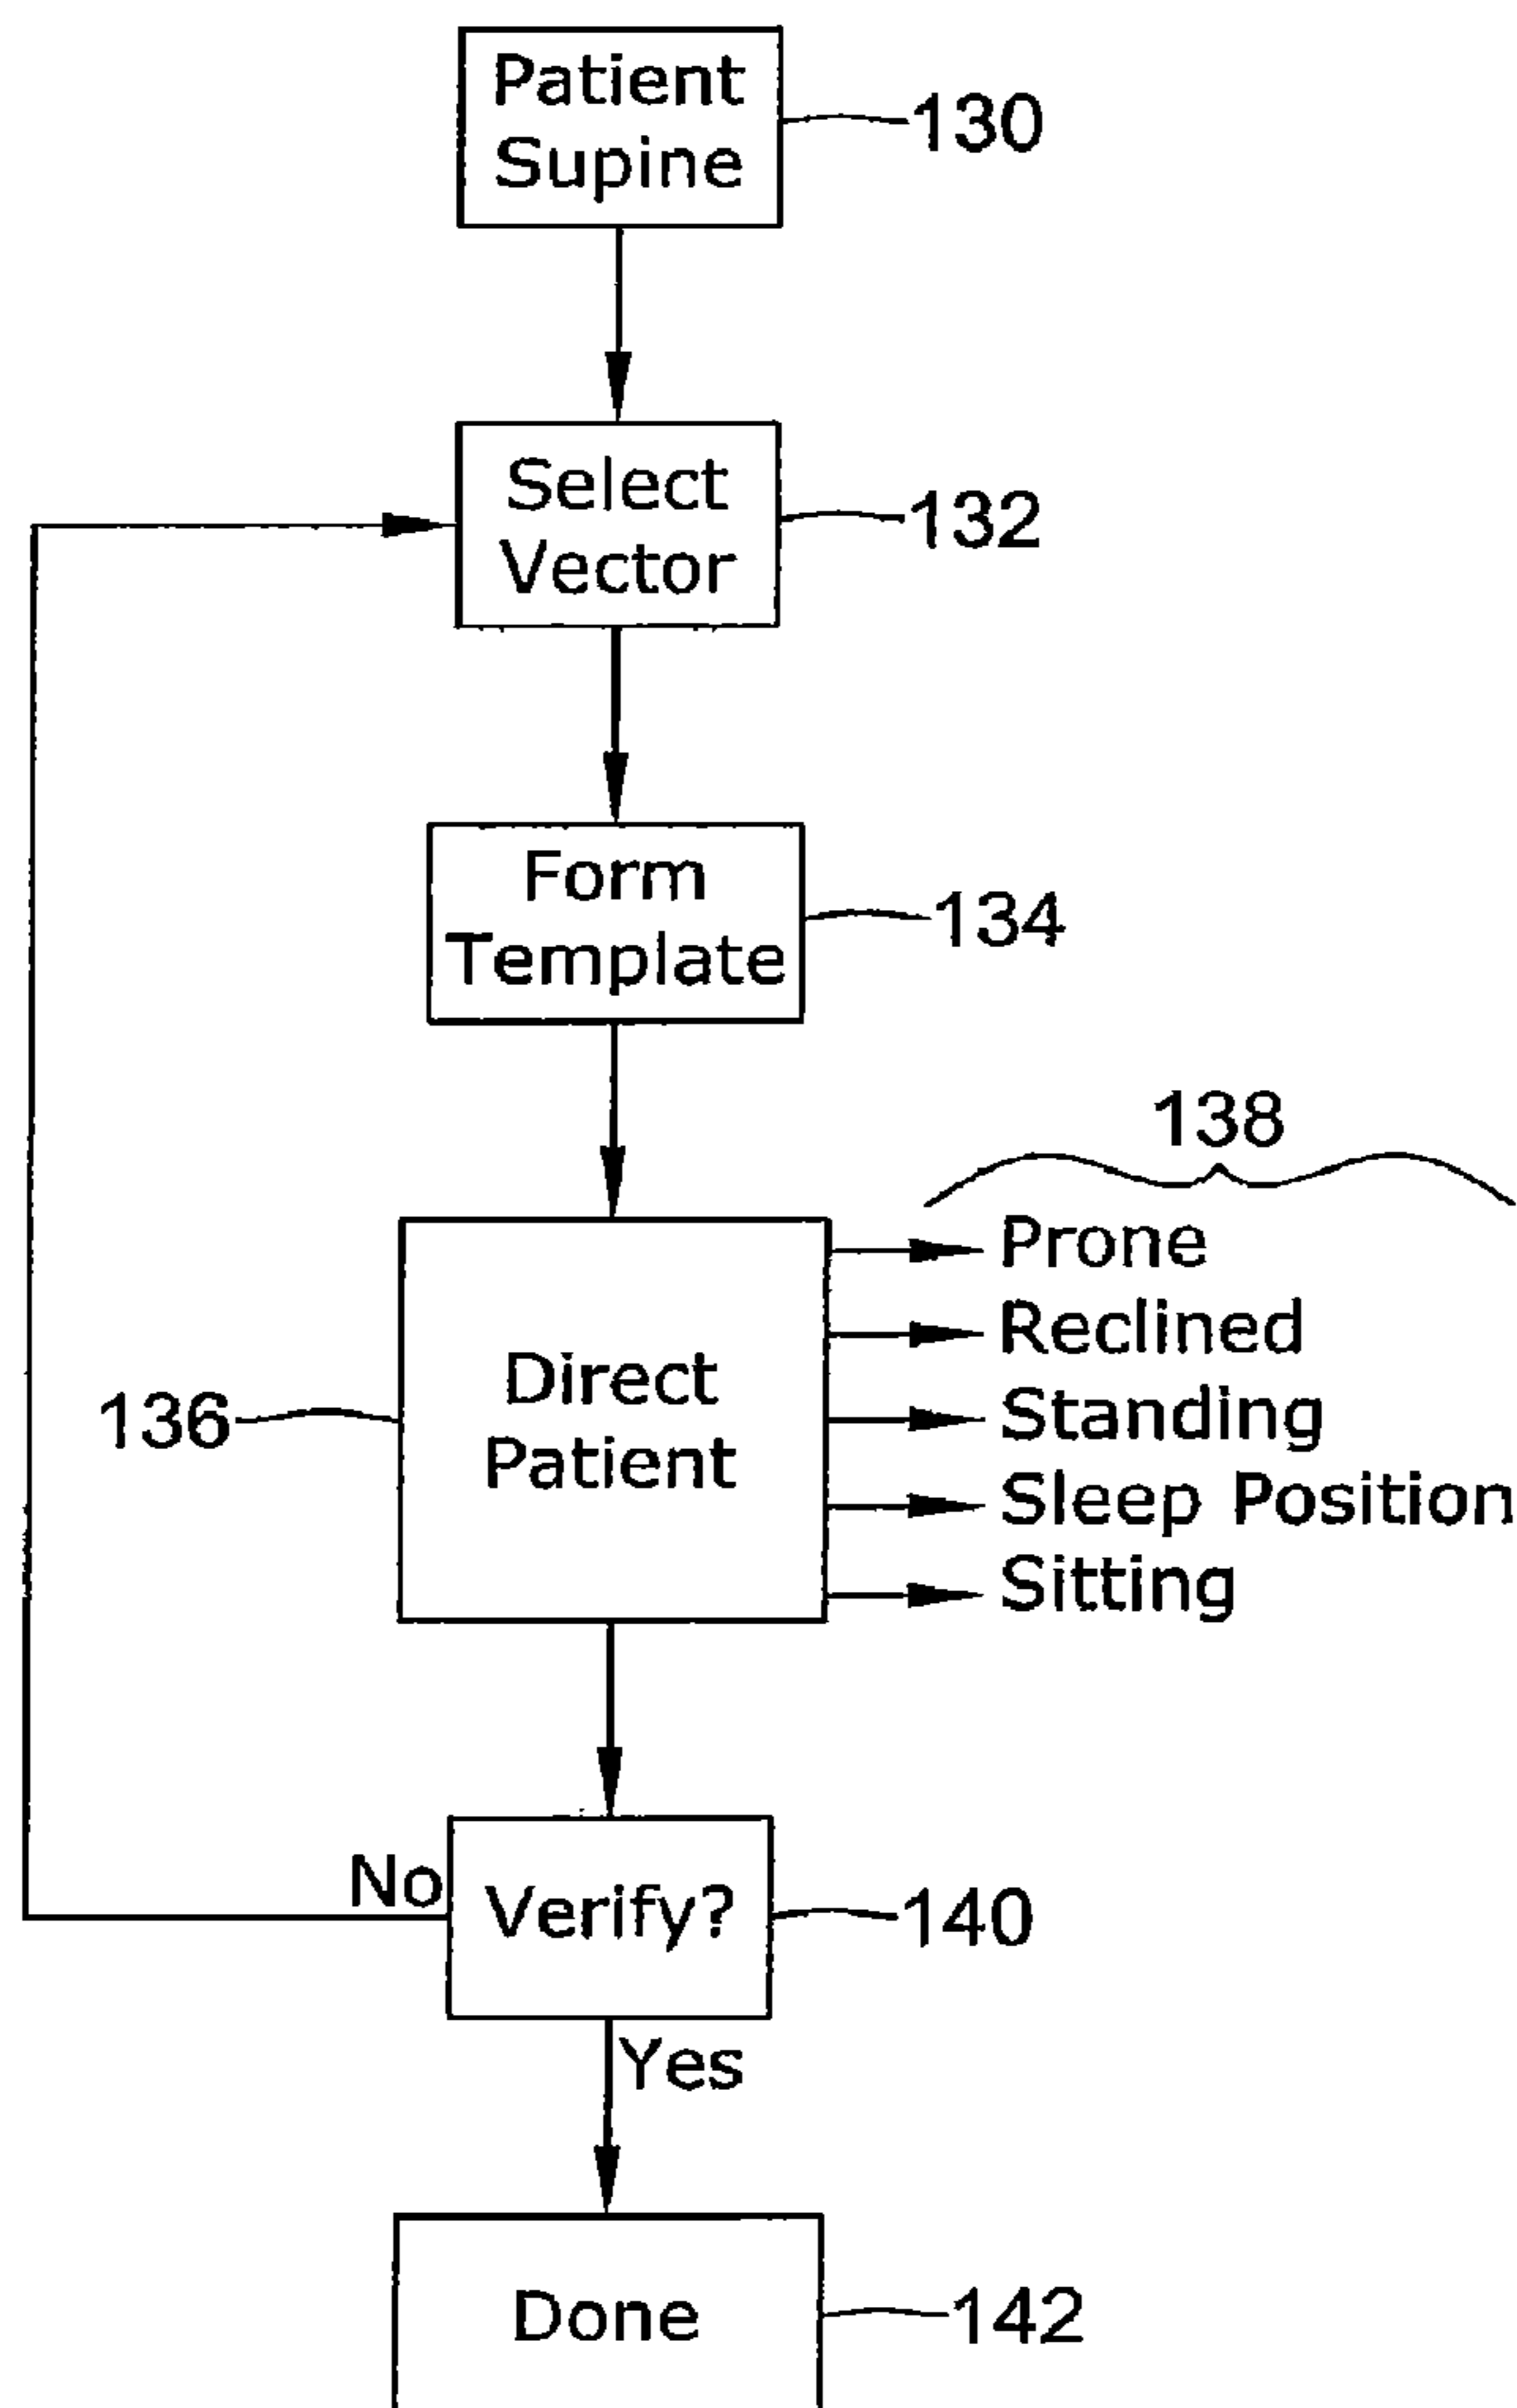 Patient
Supine
130
Select
Vector
132
Form
Template
134
138
Prone
Reclined
Standing
Sleep Position
Sitting
136
Direct
Patient
No
Verify?
140
Yes
Done
142